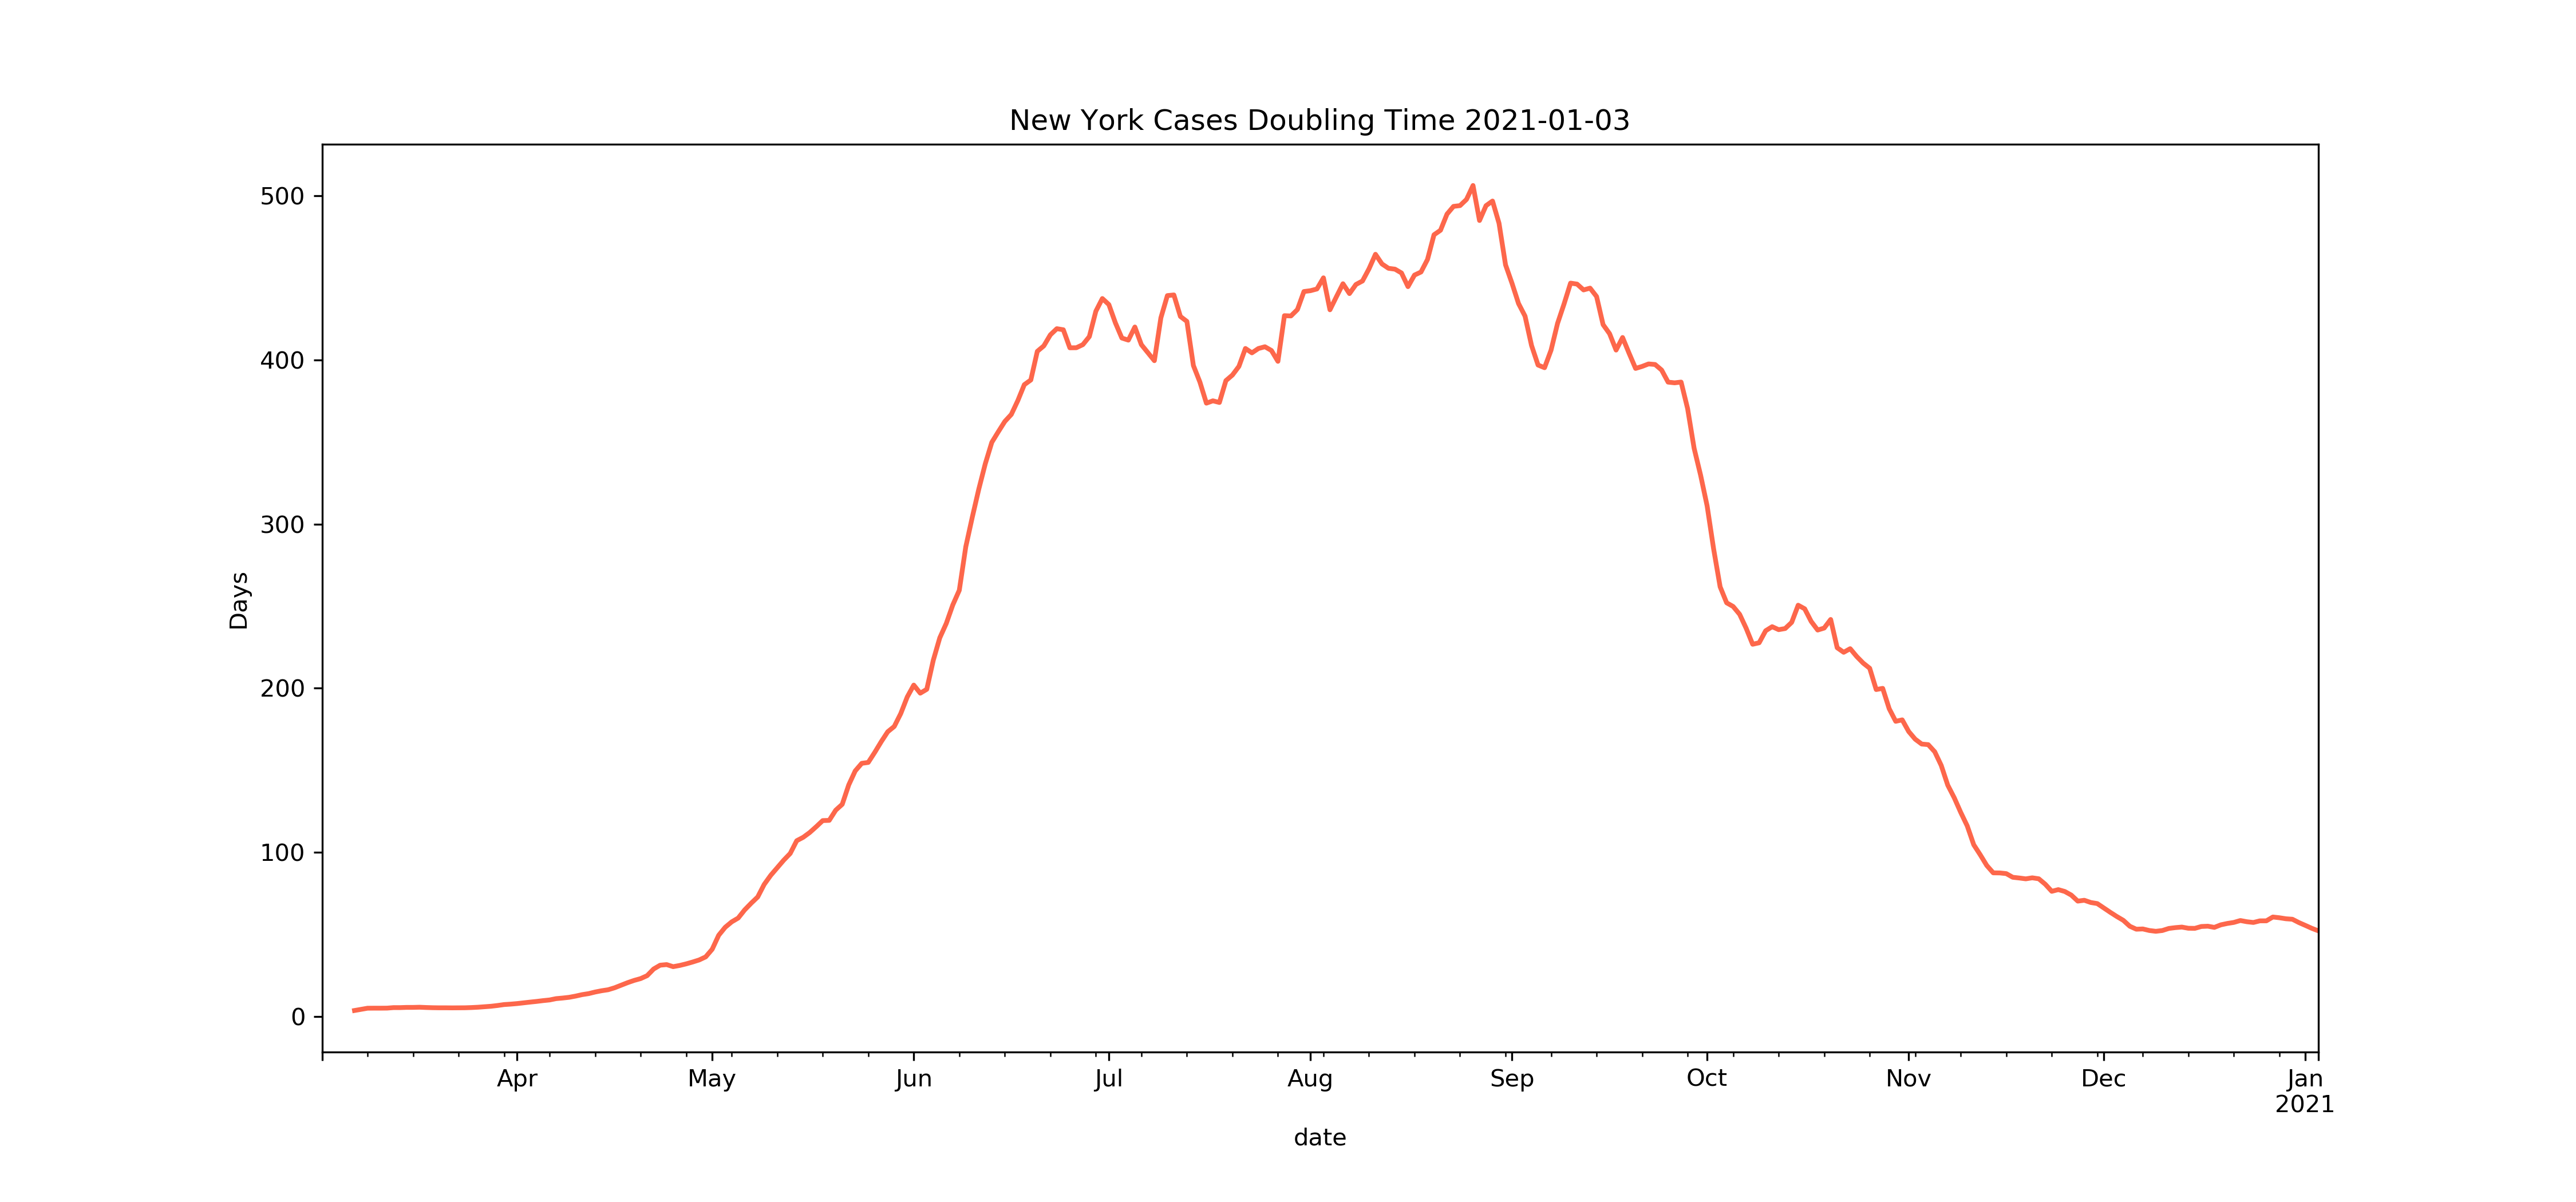 New York Cases Doubling Time 2021-01-03
500
400
300
200
100
0
Days
Apr May Jun Jul Aug Sep Oct Nov Dec Jan
2021
date